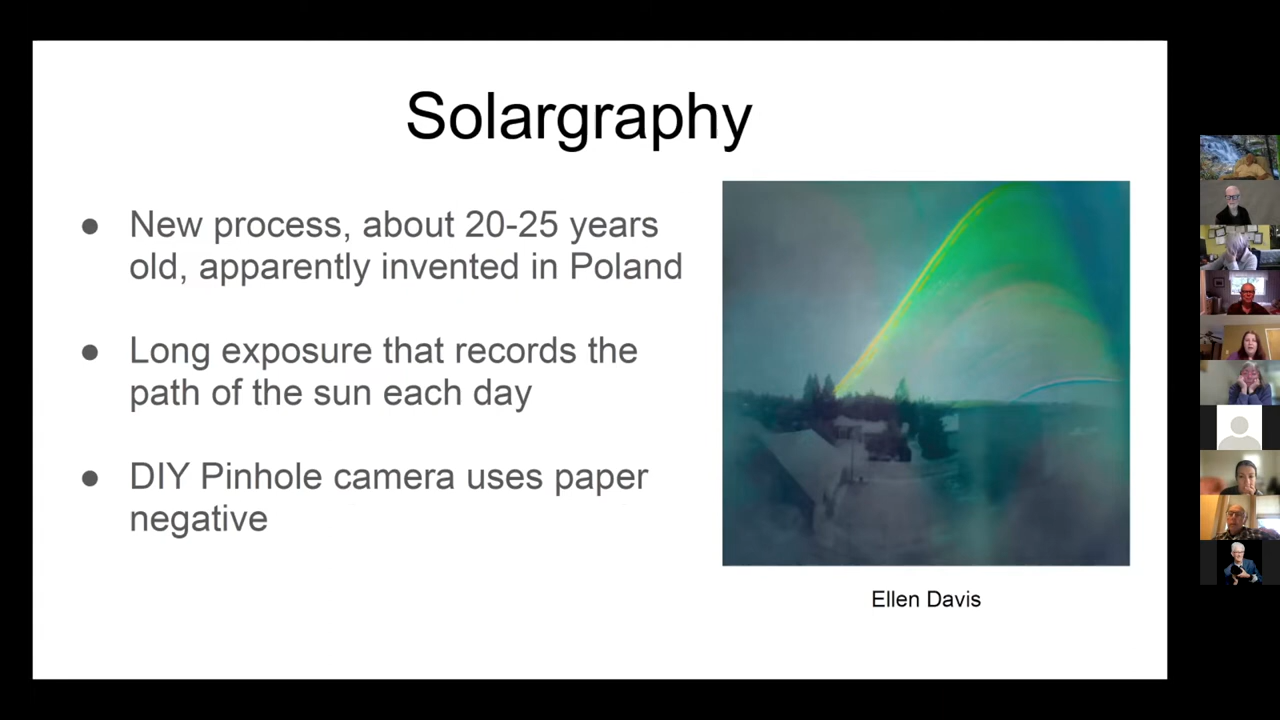 Solargraphy
● New process, about 20-25 years
old, apparently invented in Poland
● Long exposure that records the
path of the sun each day
● DIY Pinhole camera uses paper
negative
Ellen Davis